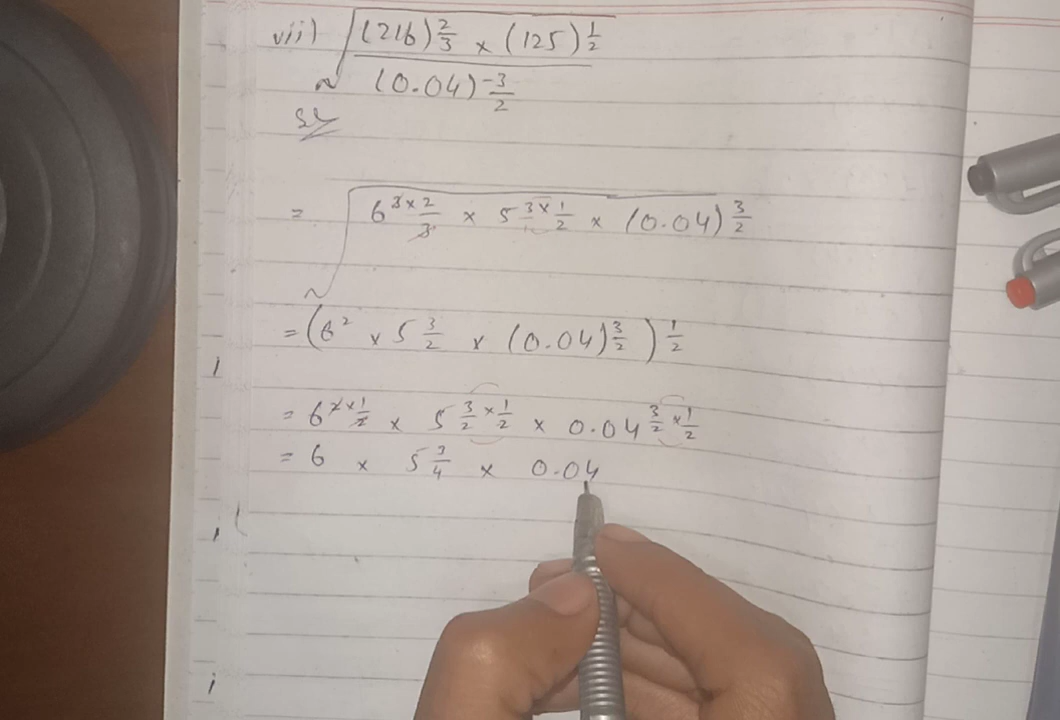 vii) √((216)^2/3 × (125)^1/2
(0.04)^-3/2)
Sol
= √(6^3×2/3 × 5^3×1/2 × (0.04)^3/2)
= (6^2 × 5^3/2 × (0.04)^3/2)^1/2
= 6^2×1/2 × 5^3/2×1/2 × 0.04^3/2×1/2
= 6 × 5^3/4 × 0.04